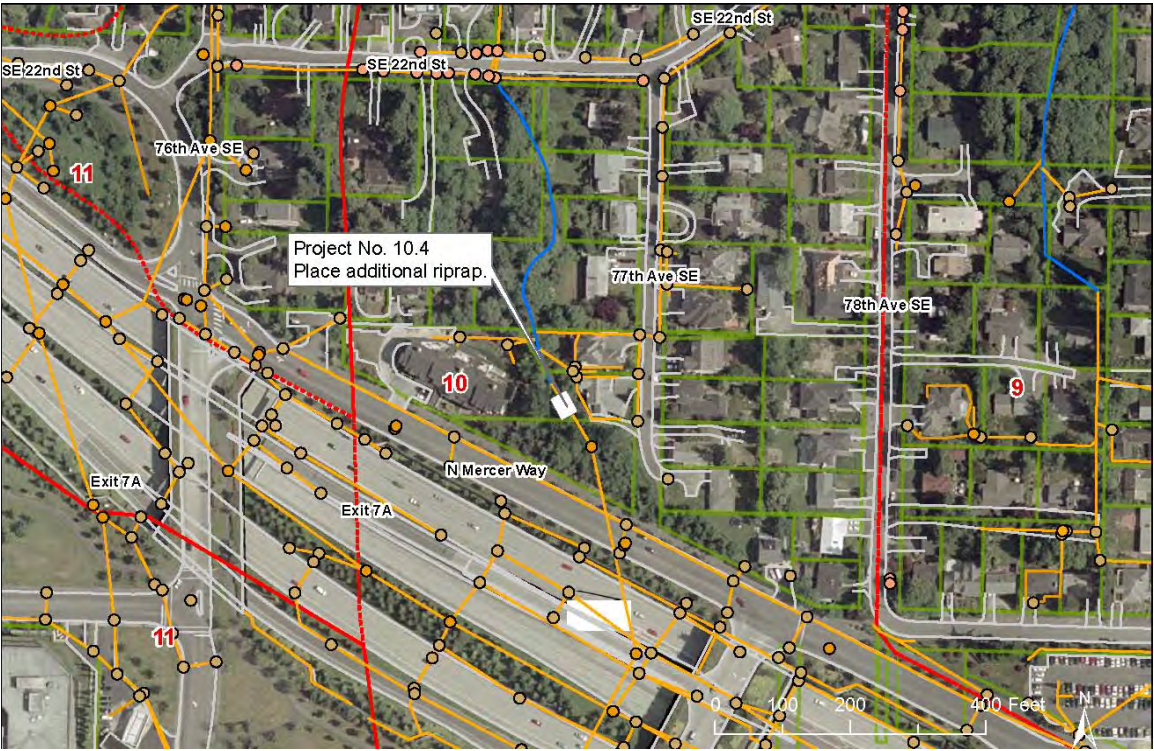 SE 22nd St
SE 22nd St
SE 22nd St
76th Ave SE
11
Project No. 10.4
Place additional riprap.
77th Ave SE
78th Ave SE
10
9
N Mercer Way
Exit 7A
Exit 7A
11
0 100 200 400 Feet
N